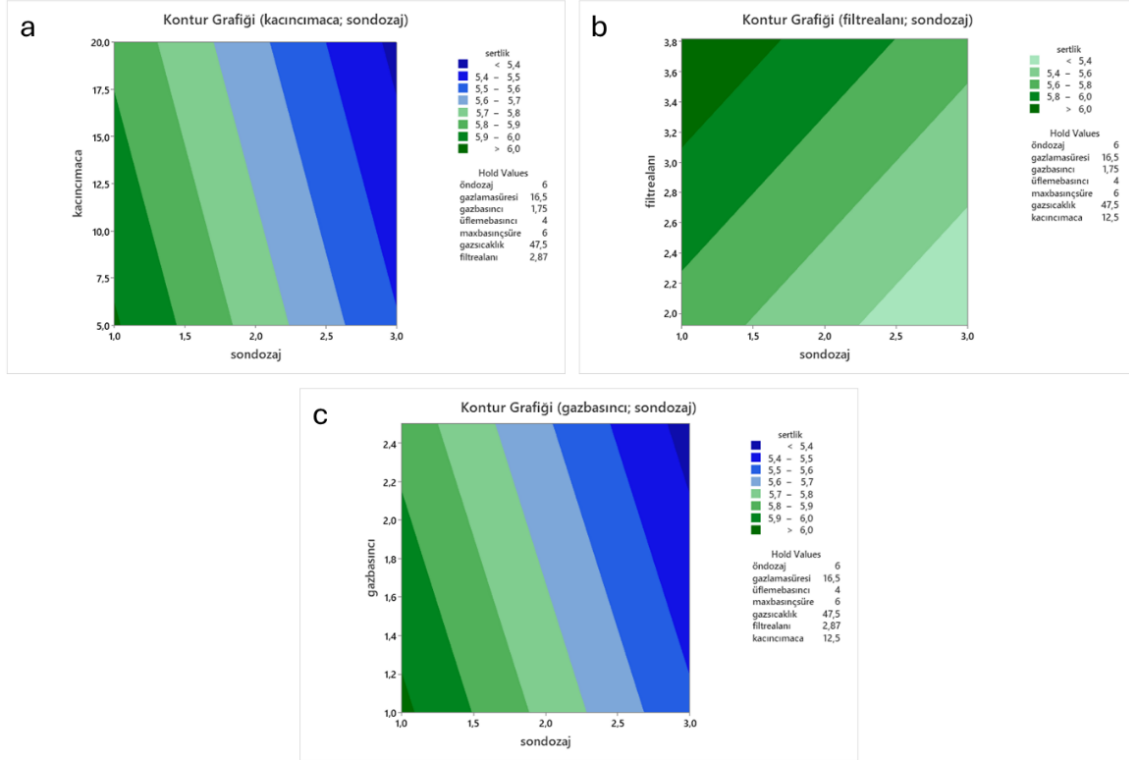 a
Kontur Grafiği (kacıncımaca; sondozaj)
20,0
17,5
15,0
12,5
10,0
7,5
5,0
kacıncımaca
1,0 1,5 2,0 2,5 3,0
sondozaj
sertlik
< 5,4
5,4 – 5,5
5,5 – 5,6
5,6 – 5,7
5,7 – 5,8
5,8 – 5,9
5,9 – 6,0
> 6,0
Hold Values
öndozaj 6
gazlamasüresi 16,5
gazbasıncı 1,75
üflemebasıncı 4
maxbasınçsüre 6
gazsıcaklık 47,5
filtrealanı 2,87
b
Kontur Grafiği (filtrealanı; sondozaj)
3,8
3,6
3,4
3,2
3,0
2,8
2,6
2,4
2,2
2,0
filtrealanı
1,0 1,5 2,0 2,5 3,0
sondozaj
sertlik
< 5,4
5,4 – 5,6
5,6 – 5,8
5,8 – 6,0
> 6,0
Hold Values
öndozaj 6
gazlamasüresi 16,5
gazbasıncı 1,75
üflemebasıncı 4
maxbasınçsüre 6
gazsıcaklık 47,5
kacıncımaca 12,5
c
Kontur Grafiği (gazbasıncı; sondozaj)
2,4
2,2
2,0
1,8
1,6
1,4
1,2
1,0
gazbasıncı
1,0 1,5 2,0 2,5 3,0
sondozaj
sertlik
< 5,4
5,4 – 5,5
5,5 – 5,6
5,6 – 5,7
5,7 – 5,8
5,8 – 5,9
5,9 – 6,0
> 6,0
Hold Values
öndozaj 6
gazlamasüresi 16,5
üflemebasıncı 4
maxbasınçsüre 6
gazsıcaklık 47,5
filtrealanı 2,87
kacıncımaca 12,5